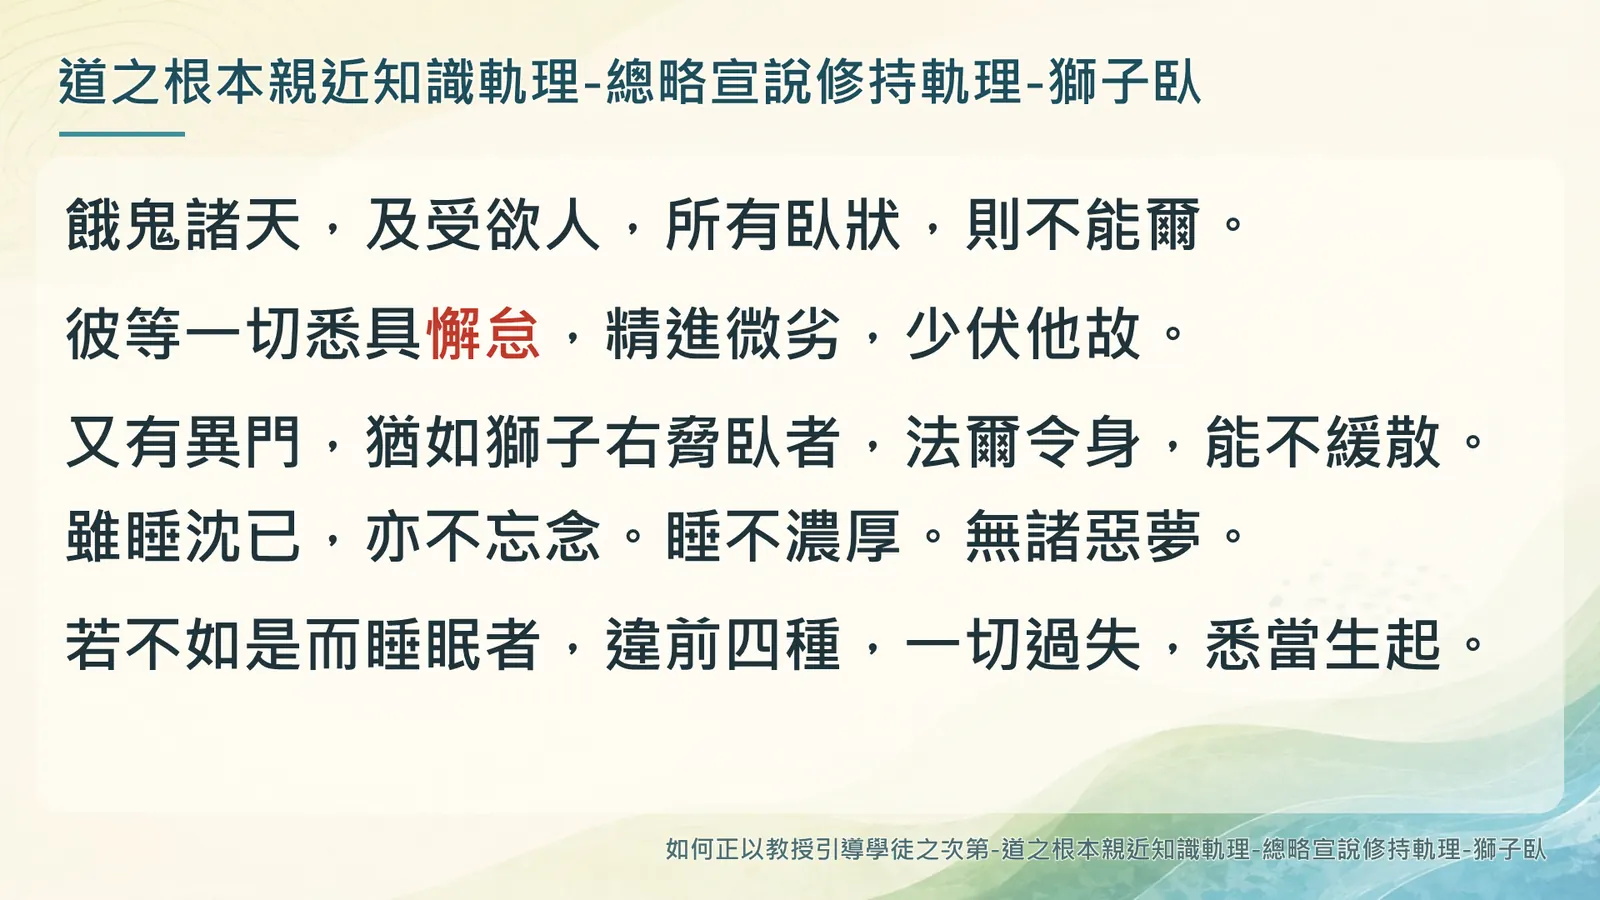 道之根本親近知識軌理-總略宣說修持軌理-獅子臥
餓鬼諸天，及受欲人，所有臥狀，則不能爾。
彼等一切悉具懈怠，精進微劣，少伏他故。
又有異門，猶如獅子右脅臥者，法爾令身，能不緩散。
雖睡沈已，亦不忘念。睡不濃厚。無諸惡夢。
若不如是而睡眠者，違前四種，一切過失，悉當生起。
如何正以教授引導學徒之次第-道之根本親近知識軌理-總略宣說修持軌理-獅子臥